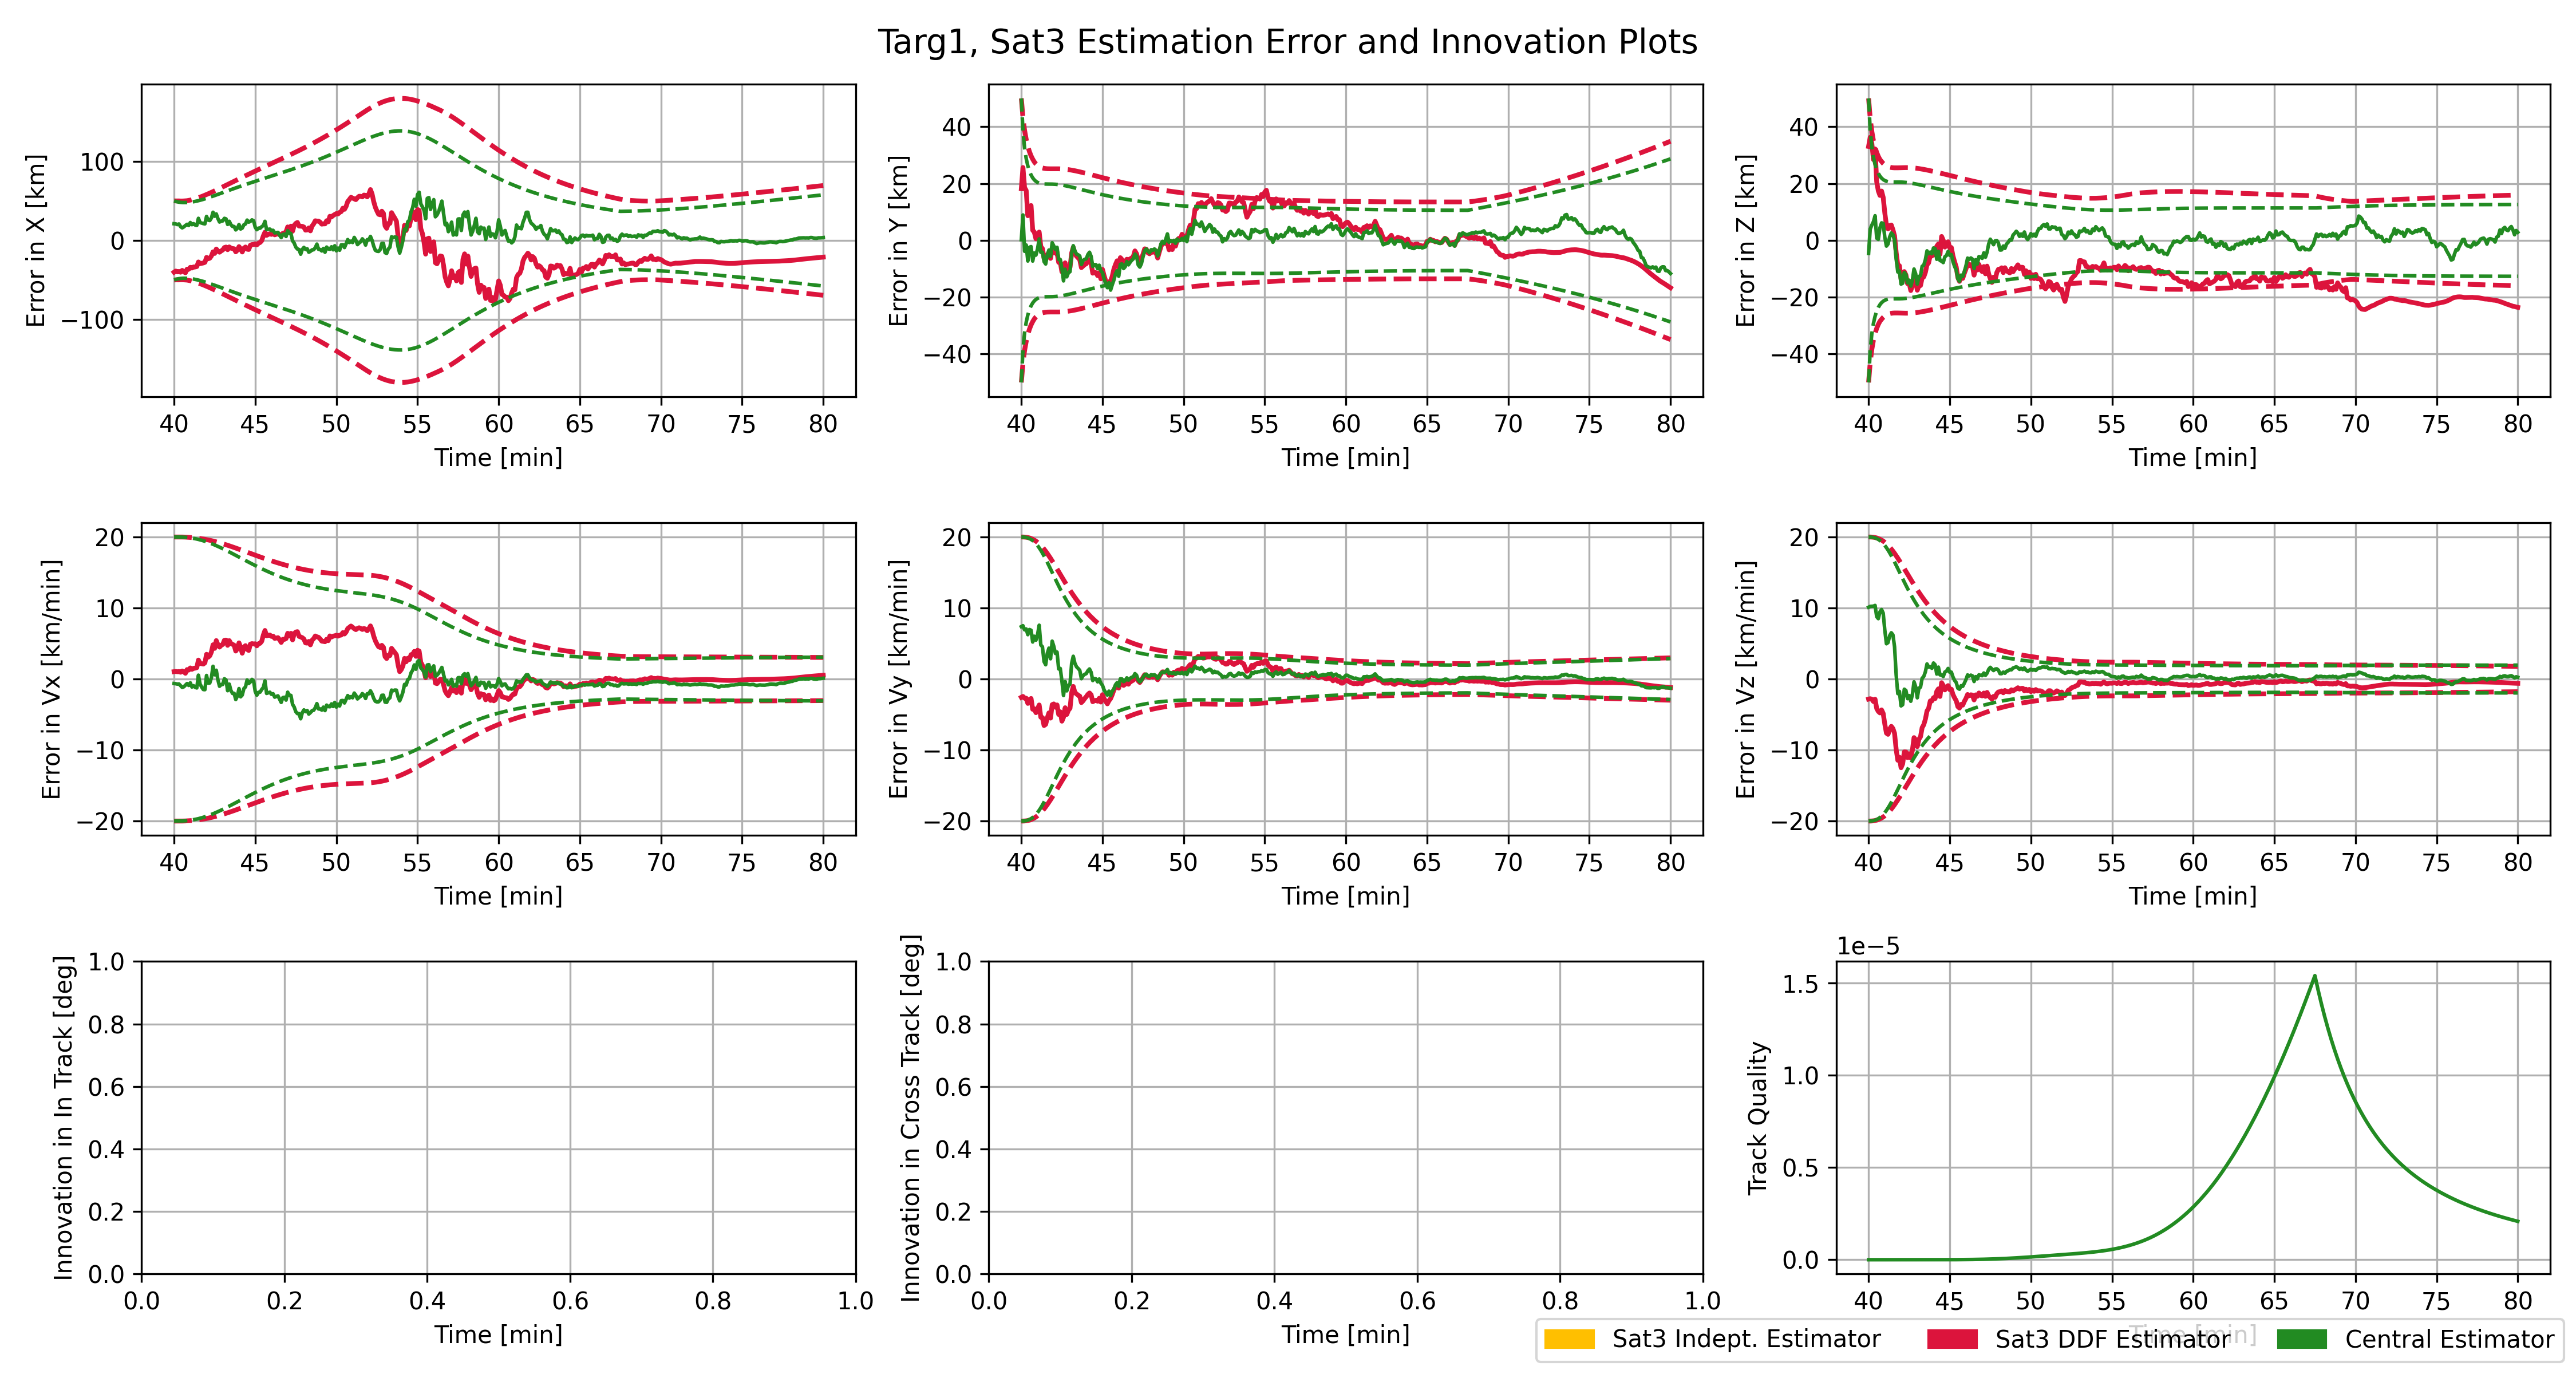 Targ1, Sat3 Estimation Error and Innovation Plots
Error in X [km]
100
0
−100
40 45 50 55 60 65 70 75 80
Time [min]
Error in Y [km]
40
20
0
−20
−40
40 45 50 55 60 65 70 75 80
Time [min]
Error in Z [km]
40
20
0
−20
−40
40 45 50 55 60 65 70 75 80
Time [min]
Error in Vx [km/min]
20
10
0
−10
−20
40 45 50 55 60 65 70 75 80
Time [min]
Error in Vy [km/min]
20
10
0
−10
−20
40 45 50 55 60 65 70 75 80
Time [min]
Error in Vz [km/min]
20
10
0
−10
−20
40 45 50 55 60 65 70 75 80
Time [min]
Innovation in In Track [deg]
1.0
0.8
0.6
0.4
0.2
0.0
0.0 0.2 0.4 0.6 0.8 1.0
Time [min]
Innovation in Cross Track [deg]
1.0
0.8
0.6
0.4
0.2
0.0
0.0 0.2 0.4 0.6 0.8 1.0
Time [min]
1e−5
Track Quality
1.5
1.0
0.5
0.0
40 45 50 55 60 65 70 75 80
Time [min]
Sat3 Indept. Estimator Sat3 DDF Estimator Central Estimator